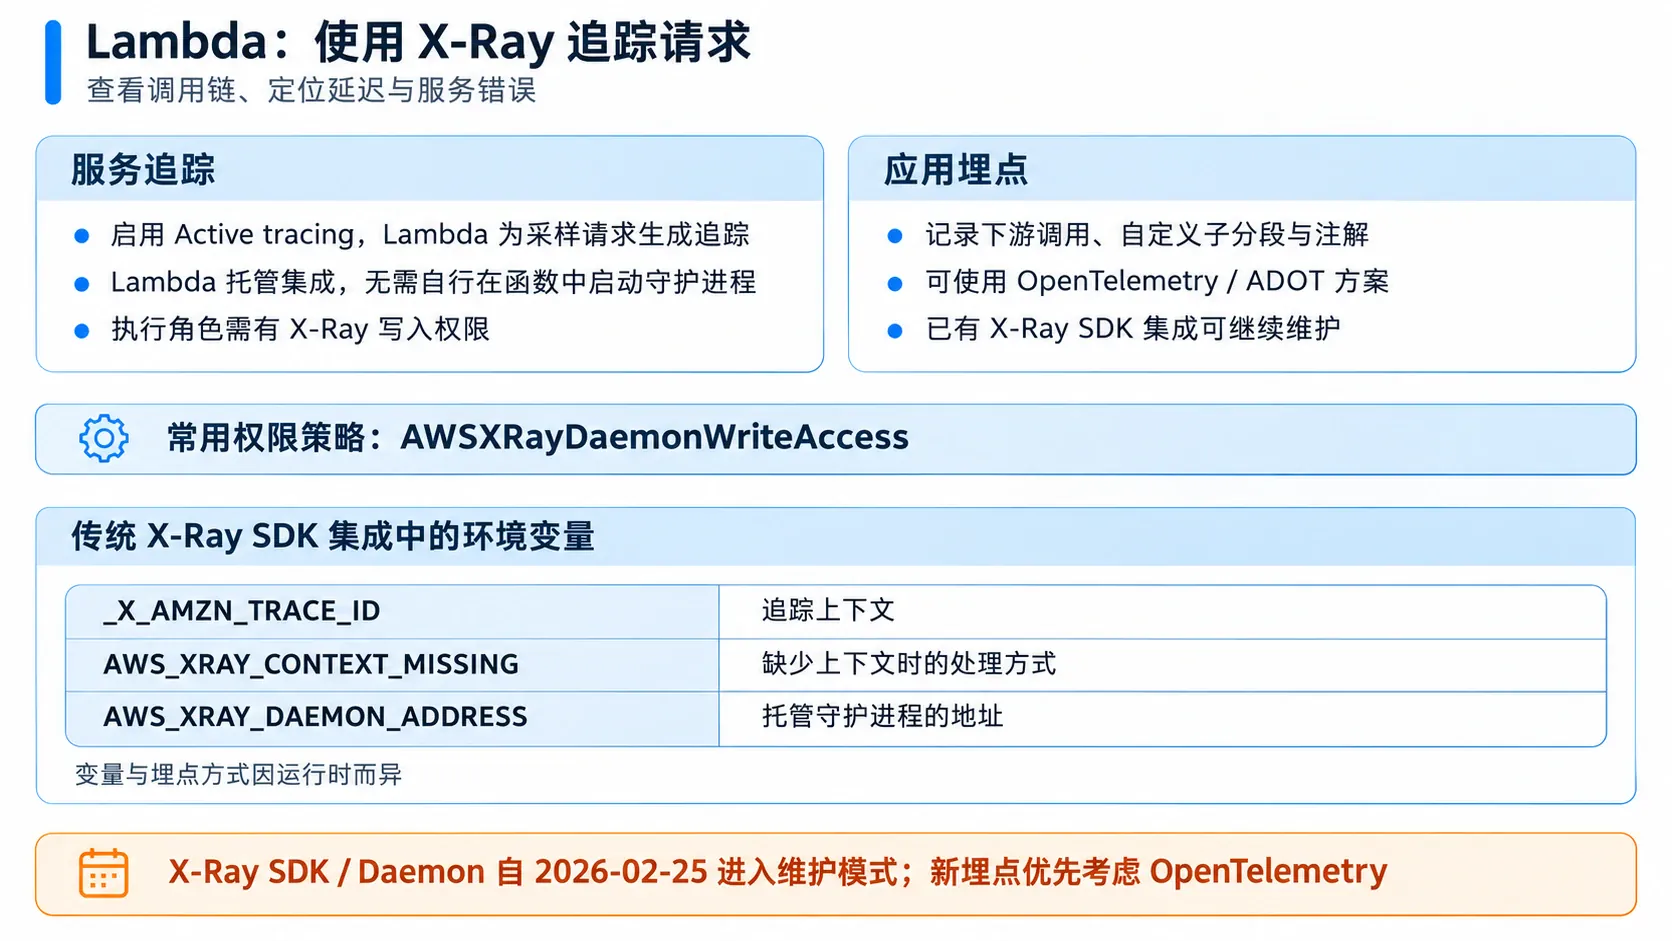 Lambda：使用 X-Ray 追踪请求
查看调用链、定位延迟与服务错误
服务追踪
启用 Active tracing，Lambda 为采样请求生成追踪
Lambda 托管集成，无需自行在函数中启动守护进程
执行角色需有 X-Ray 写入权限
应用埋点
记录下游调用、自定义子分段与注解
可使用 OpenTelemetry / ADOT 方案
已有 X-Ray SDK 集成可继续维护
常用权限策略：AWSXRayDaemonWriteAccess
传统 X-Ray SDK 集成中的环境变量
_X_AMZN_TRACE_ID 追踪上下文
AWS_XRAY_CONTEXT_MISSING 缺少上下文时的处理方式
AWS_XRAY_DAEMON_ADDRESS 托管守护进程的地址
变量与埋点方式因运行时而异
X-Ray SDK / Daemon 自 2026-02-25 进入维护模式；新埋点优先考虑 OpenTelemetry